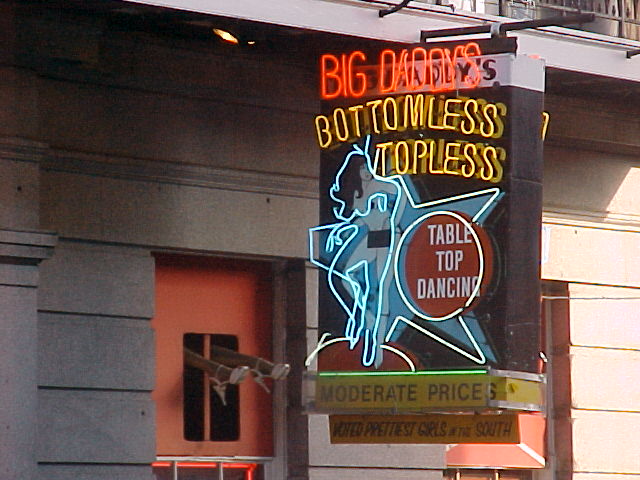 BIG DADDY'S
BOTTOMLESS
TOPLESS
TABLE
TOP
DANCING
MODERATE PRICES
VOTED PRETTIEST GIRLS IN THE SOUTH